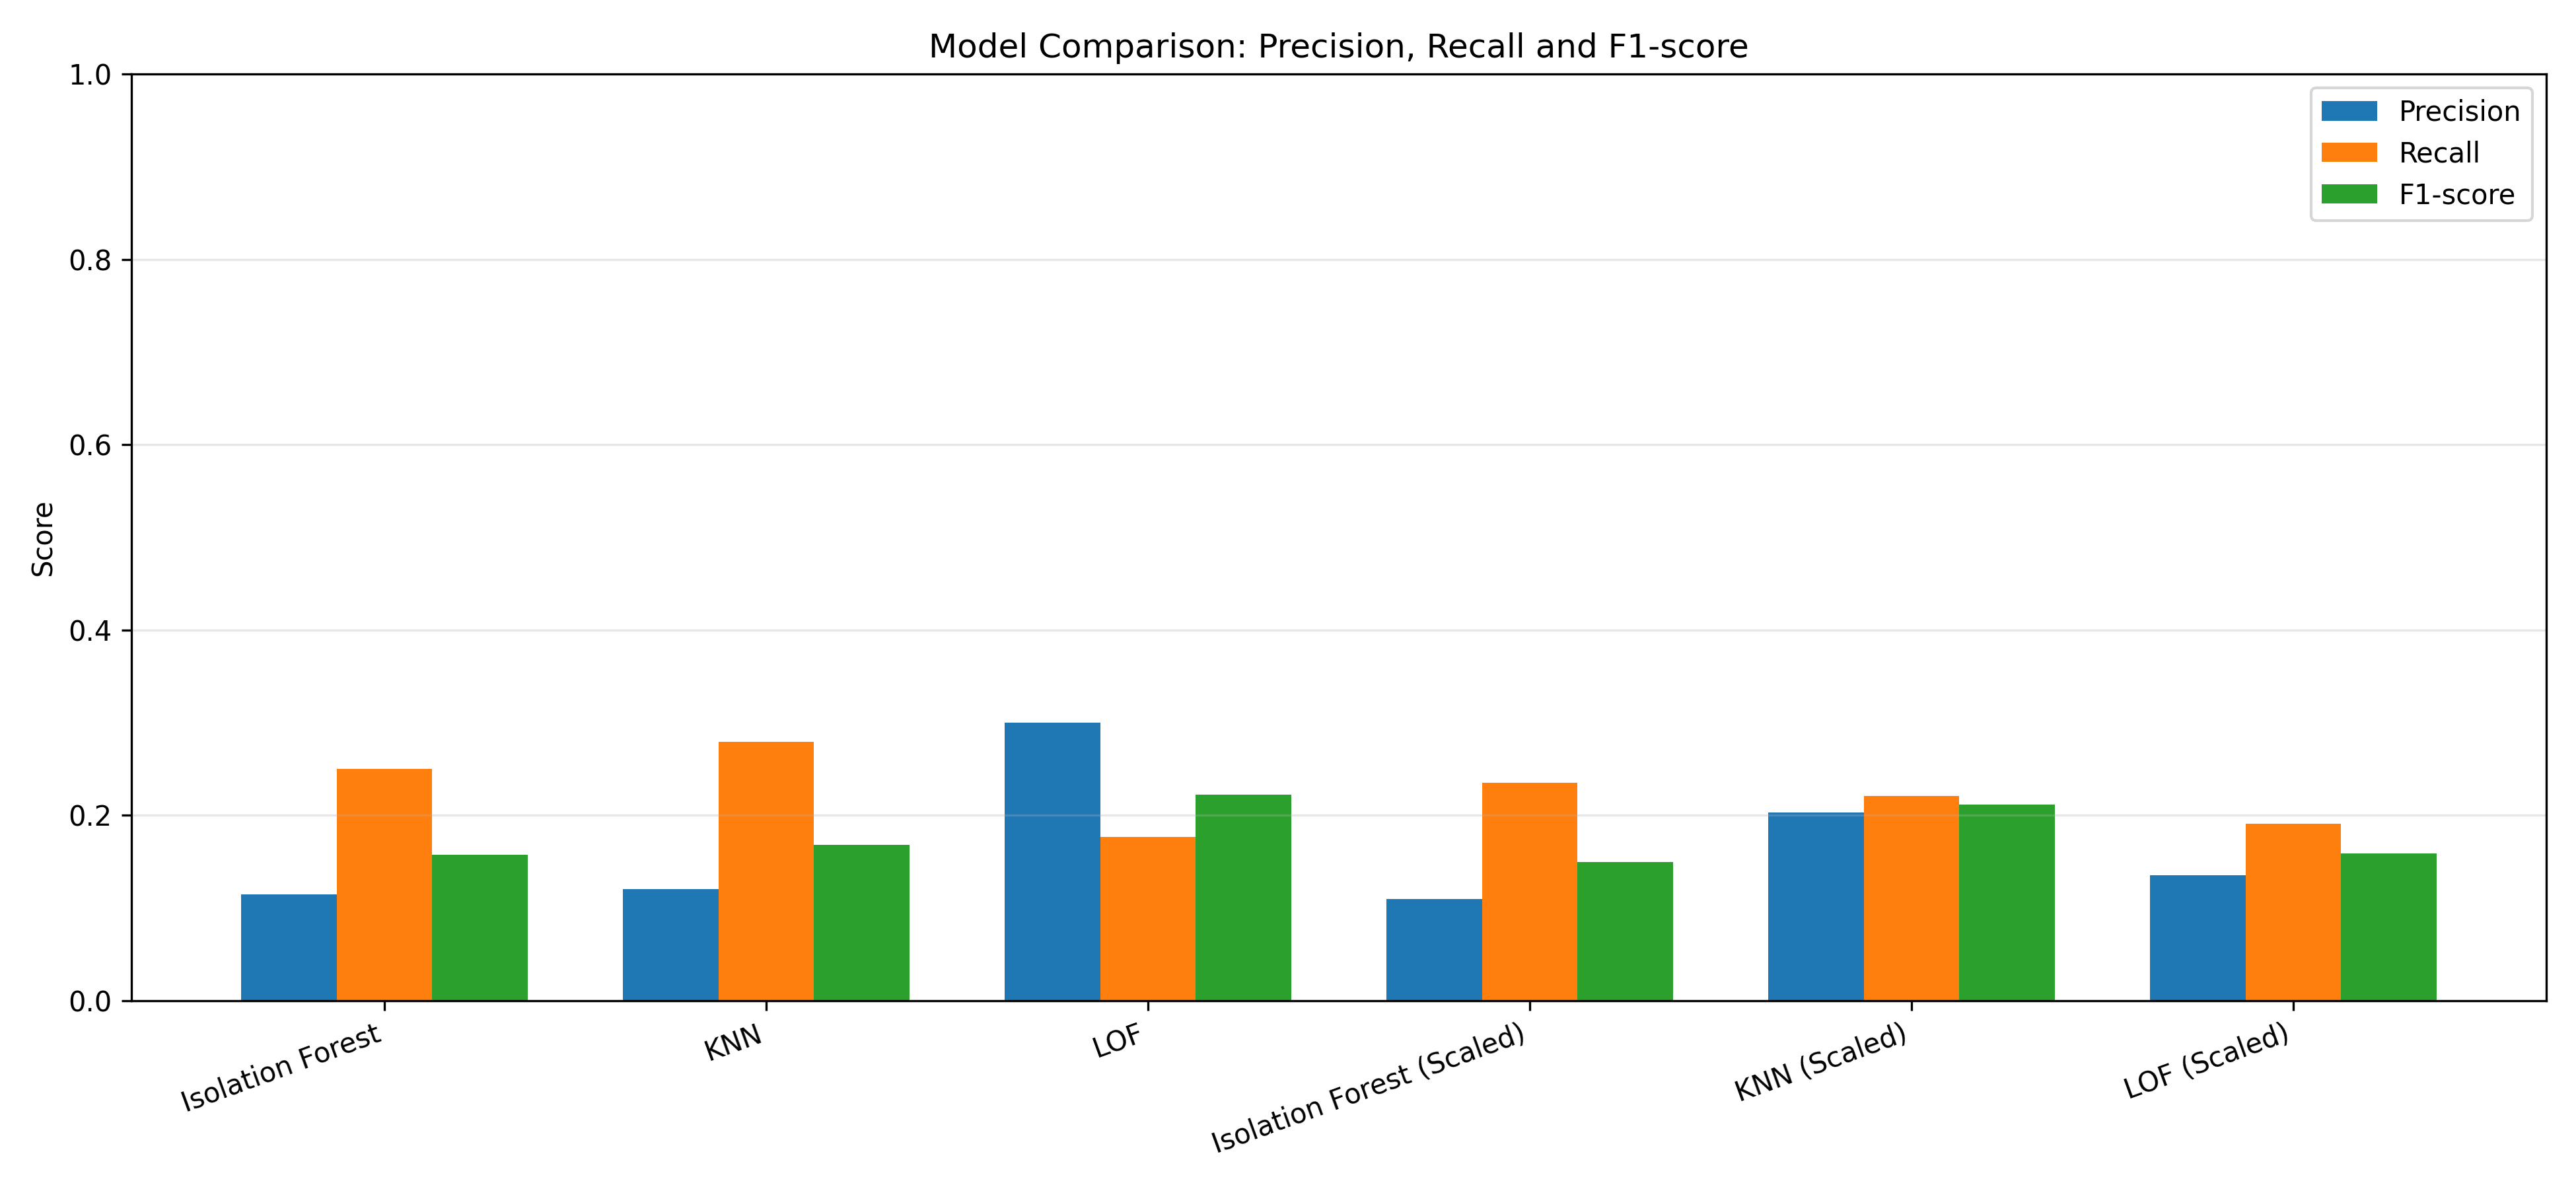 Model Comparison: Precision, Recall and F1-score
1.0
0.8
0.6
0.4
0.2
0.0
Score
Precision
Recall
F1-score
Isolation Forest
KNN
LOF
Isolation Forest (Scaled)
KNN (Scaled)
LOF (Scaled)